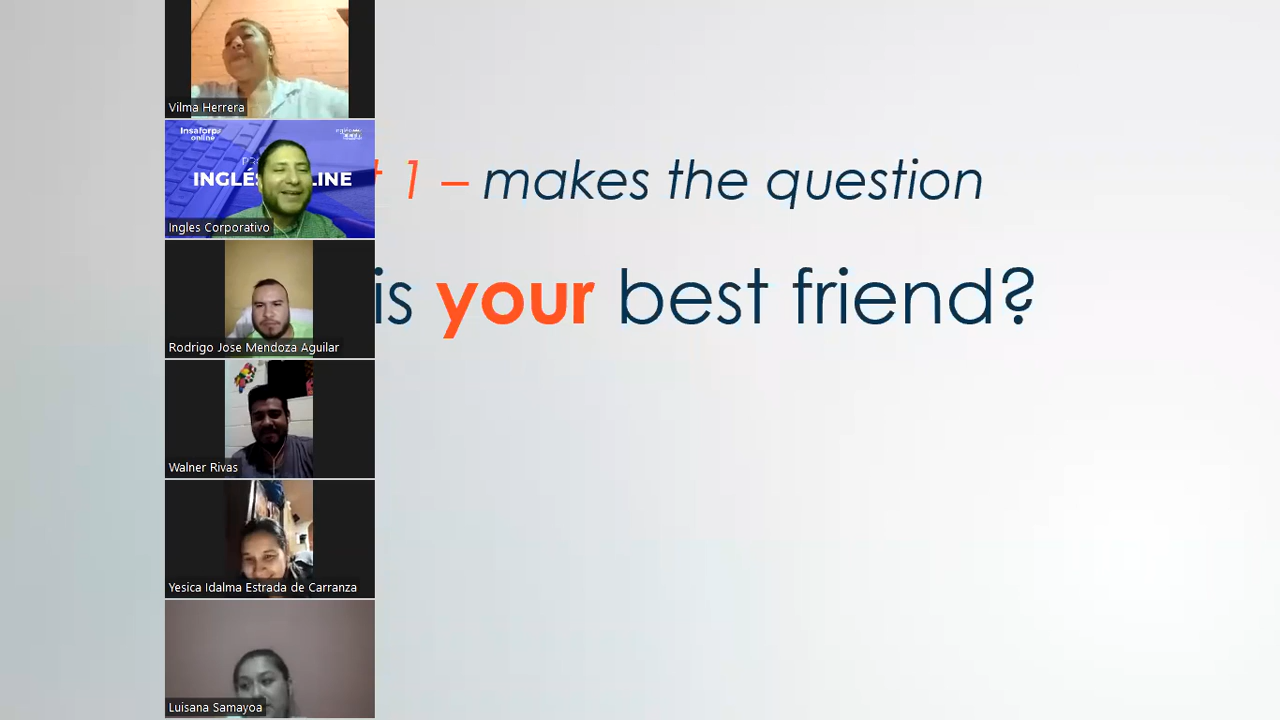 Vilma Herrera
Insaforp
online
INGLÉS LINE
Ingles Corporativo
Rodrigo Jose Mendoza Aguilar
Walner Rivas
Yesica Idalma Estrada de Carranza
Luisana Samayoa
1 – makes the question
is your best friend?